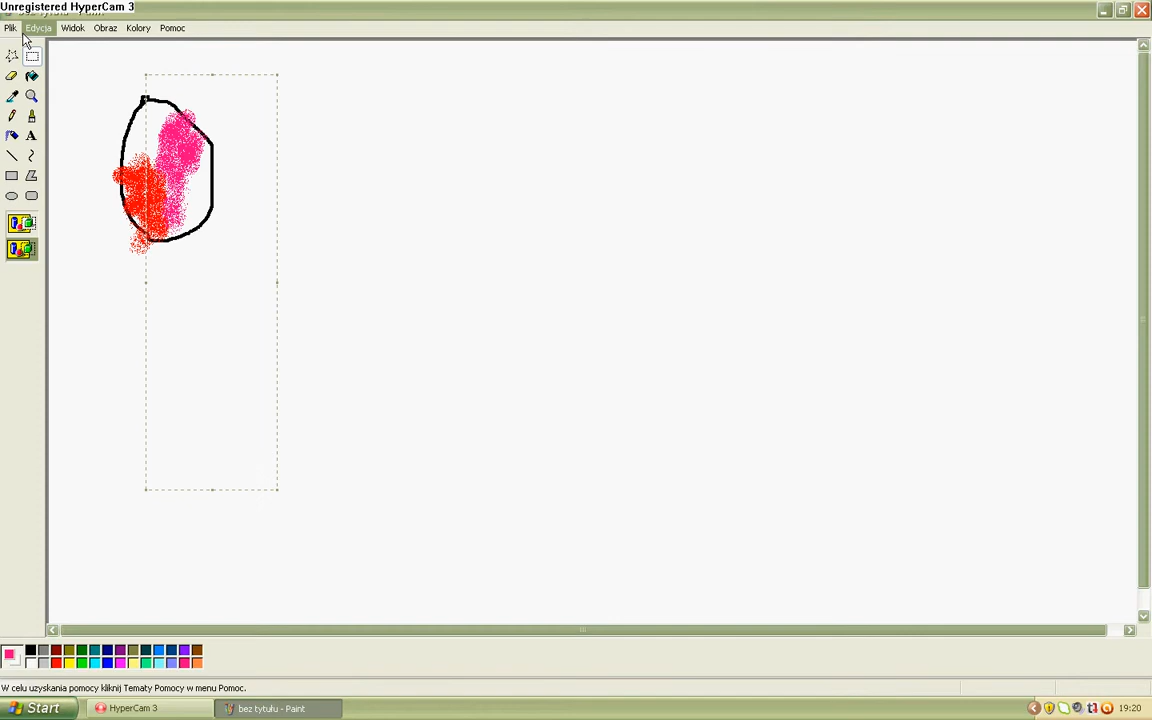 Unregistered HyperCam 3
Plik Edycja Widok Obraz Kolory Pomoc
A
W celu uzyskania pomocy kliknij Tematy Pomocy w menu Pomoc.
Start HyperCam 3 bez tytułu - Paint 19:20